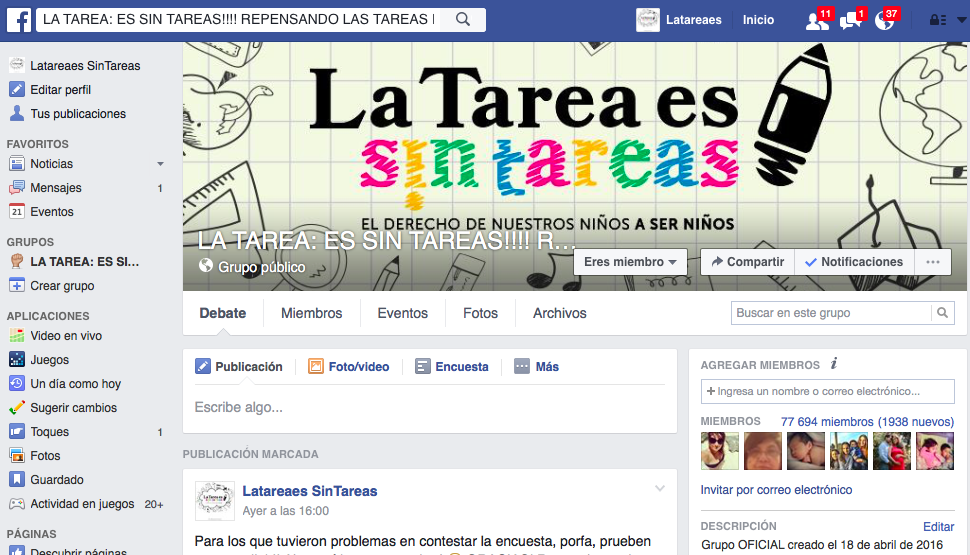 LA TAREA: ES SIN TAREAS!!!! REPENSANDO LAS TAREAS
Latareaes
Inicio
11
1
37
Latareaes SinTareas
Editar perfil
Tus publicaciones
FAVORITOS
Noticias
Mensajes 1
21 Eventos
GRUPOS
LA TAREA: ES SI...
Crear grupo
APLICACIONES
Video en vivo
Juegos
Un día como hoy
Sugerir cambios
Toques 1
Fotos
Guardado
Actividad en juegos 20+
PÁGINAS
Descubrir páginas
La Tarea es
sin tareas
EL DERECHO DE NUESTROS NIÑOS A SER NIÑOS
LA TAREA: ES SIN TAREAS!!!! R...
Grupo público
Eres miembro
Compartir
Notificaciones
Debate Miembros Eventos Fotos Archivos
Buscar en este grupo
Publicación Foto/video Encuesta Más
Escribe algo...
PUBLICACIÓN MARCADA
Latareaes SinTareas
Ayer a las 16:00
Para los que tuvieron problemas en contestar la encuesta, porfa, prueben
AGREGAR MIEMBROS i
+ Ingresa un nombre o correo electrónico...
MIEMBROS 77 694 miembros (1938 nuevos)
Invitar por correo electrónico
DESCRIPCIÓN Editar
Grupo OFICIAL creado el 18 de abril de 2016